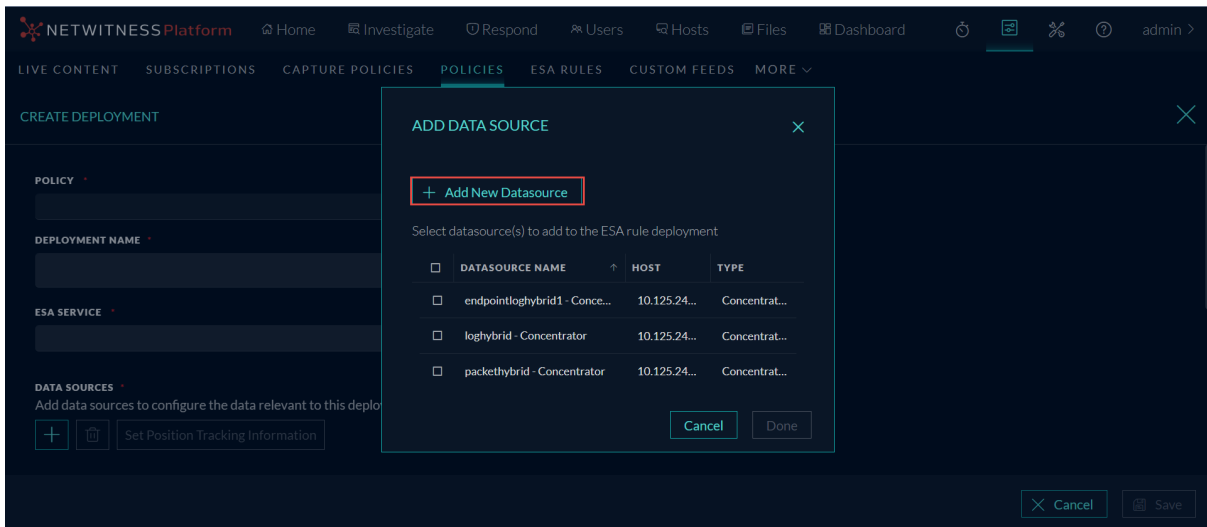 NETWITNESS Platform Home Investigate Respond Users Hosts Files Dashboard admin >
LIVE CONTENT SUBSCRIPTIONS CAPTURE POLICIES POLICIES ESA RULES CUSTOM FEEDS MORE
CREATE DEPLOYMENT
POLICY *
DEPLOYMENT NAME *
ESA SERVICE *
DATA SOURCES *
Add data sources to configure the data relevant to this deplo
+ Set Position Tracking Information
ADD DATA SOURCE
+ Add New Datasource
Select datasource(s) to add to the ESA rule deployment
DATASOURCE NAME ↑ HOST TYPE
endpointloghybrid1 - Conce... 10.125.24... Concentrat...
loghybrid - Concentrator 10.125.24... Concentrat...
packethybrid - Concentrator 10.125.24... Concentrat...
Cancel Done
Cancel Save